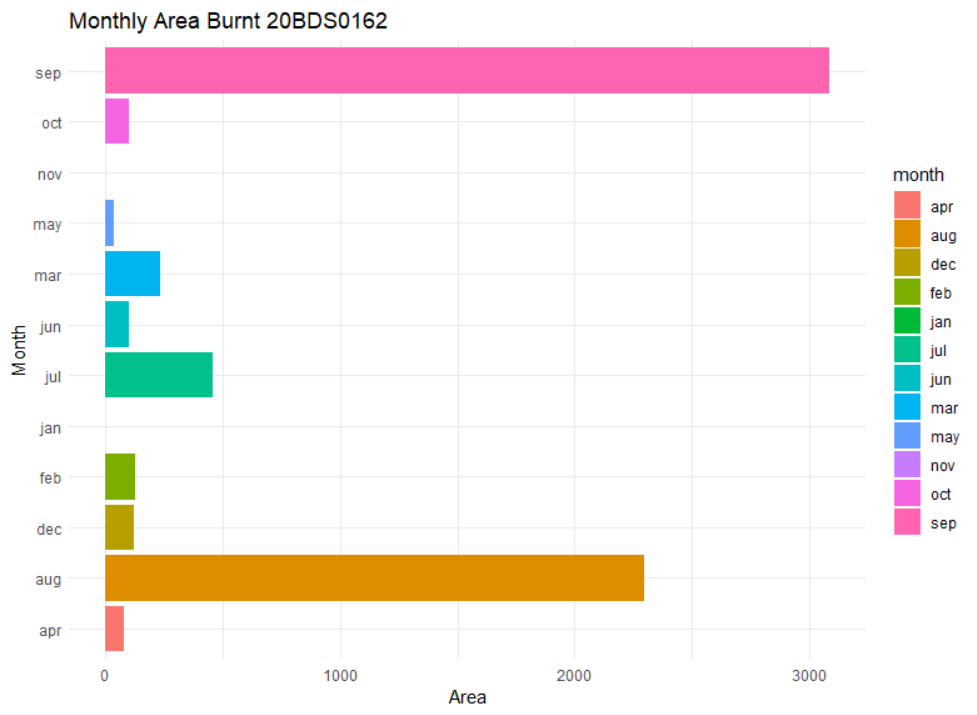 Monthly Area Burnt 20BDS0162
sep
oct
nov
may
mar
jun
jul
jan
feb
dec
aug
apr
Month
0 1000 2000 3000
Area
month
apr
aug
dec
feb
jan
jul
jun
mar
may
nov
oct
sep